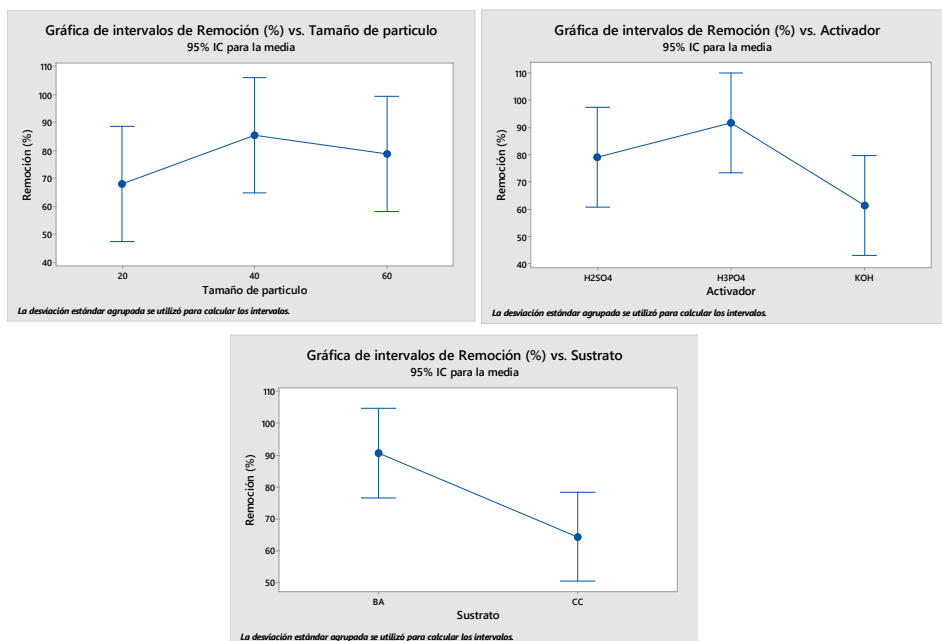 Gráfica de intervalos de Remoción (%) vs. Tamaño de particulo
95% IC para la media
110
100
90
80
70
60
50
40
Remoción (%)
20 40 60
Tamaño de particulo
La desviación estándar agrupada se utilizó para calcular los intervalos.
Gráfica de intervalos de Remoción (%) vs. Activador
95% IC para la media
110
100
90
80
70
60
50
40
Remoción (%)
H2SO4 H3PO4 KOH
Activador
La desviación estándar agrupada se utilizó para calcular los intervalos.
Gráfica de intervalos de Remoción (%) vs. Sustrato
95% IC para la media
110
100
90
80
70
60
50
Remoción (%)
BA CC
Sustrato
La desviación estándar agrupada se utilizó para calcular los intervalos.